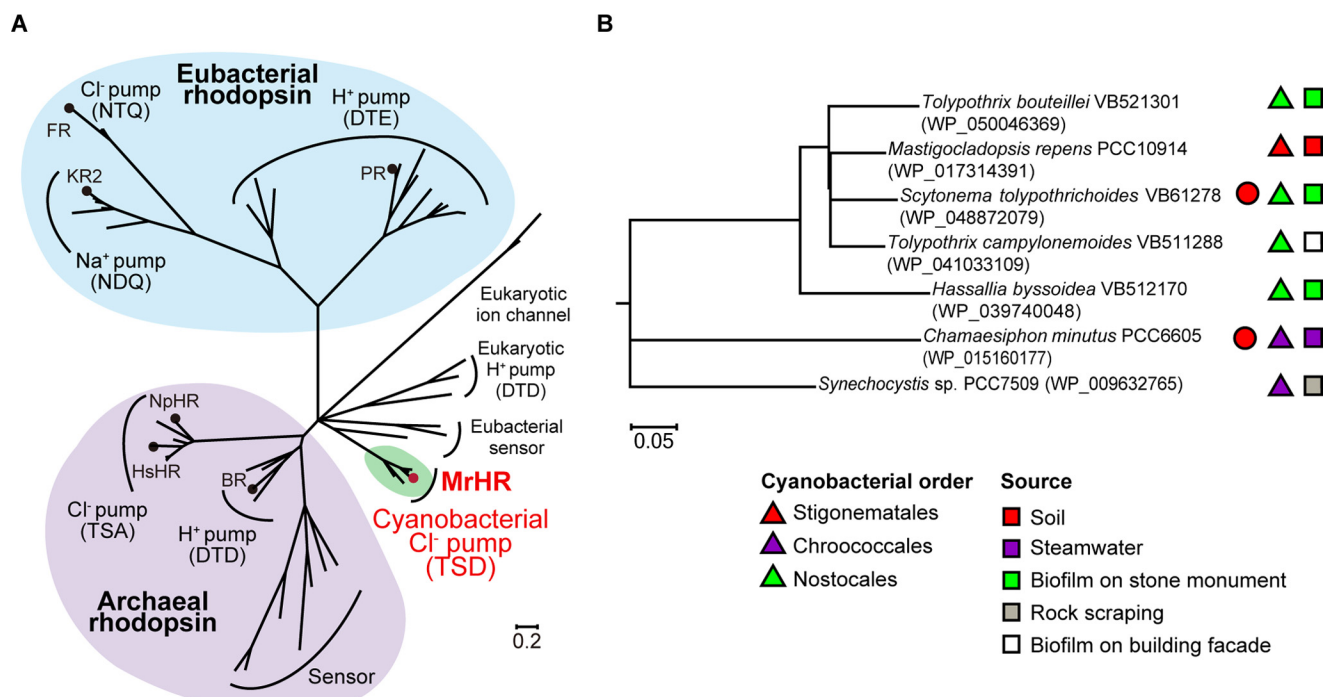 A
Eubacterial
rhodopsin
Cl- pump
(NTQ)
H+ pump
(DTE)
FR
KR2
PR
Na+ pump
(NDQ)
Eukaryotic
ion channel
Eukaryotic
H+ pump
(DTD)
NpHR
HsHR
BR
Eubacterial
sensor
MrHR
Cl- pump
(TSA)
H+ pump
(DTD)
Cyanobacterial
Cl- pump
(TSD)
Archaeal
rhodopsin
Sensor
0.2
B
Tolypothrix bouteillei VB521301
(WP_050046369)
Mastigocladopsis repens PCC10914
(WP_017314391)
Scytonema tolypothrichoides VB61278
(WP_048872079)
Tolypothrix campylonemoides VB511288
(WP_041033109)
Hassallia byssoidea VB512170
(WP_039740048)
Chamaesiphon minutus PCC6605
(WP_015160177)
Synechocystis sp. PCC7509 (WP_009632765)
0.05
Cyanobacterial order
Stigonematales
Chroococcales
Nostocales
Source
Soil
Steamwater
Biofilm on stone monument
Rock scraping
Biofilm on building facade